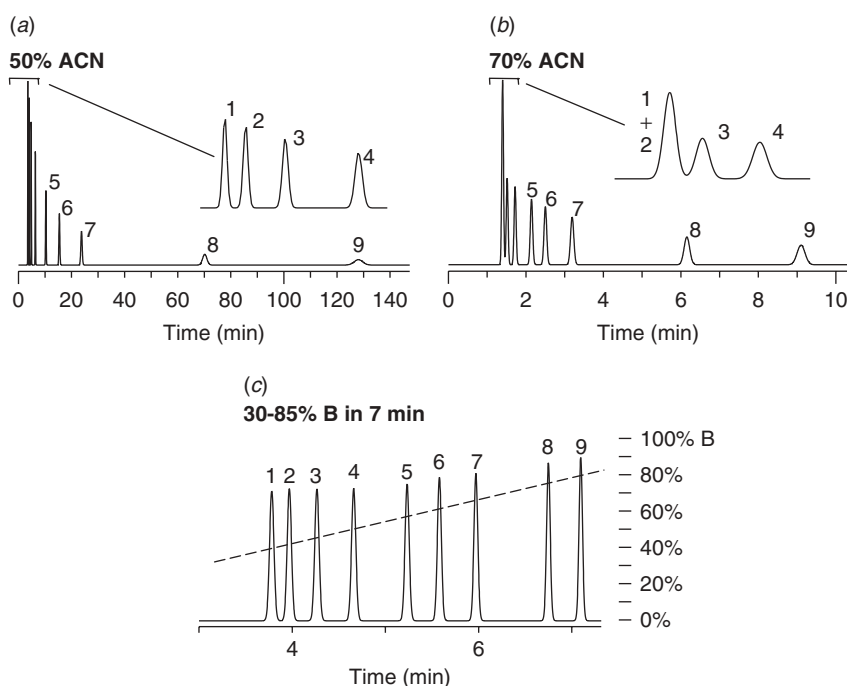 (a)
50% ACN
1
2
3
4
5
6
7
8
9
0 20 40 60 80 100 120 140
Time (min)
(b)
70% ACN
1
+
2
3
4
5
6
7
8
9
0 2 4 6 8 10
Time (min)
(c)
30-85% B in 7 min
1 2 3 4 5 6 7 8 9
100% B
80%
60%
40%
20%
0%
4 6
Time (min)